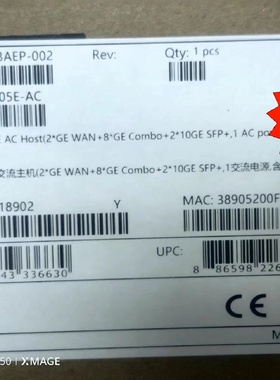 3AEP-002 Rev: Qty: 1 pcs
05E-AC
E AC Host(2*GE WAN+8*GE Combo+2*10GE SFP+,1 AC po
交流主机(2*GE WAN+8*GE Combo+2*10GE SFP+,1交流电源,含
18902 Y MAC: 38905200F
UPC:
43 336630 8 86598 226
CE
M
50 | XMAGE